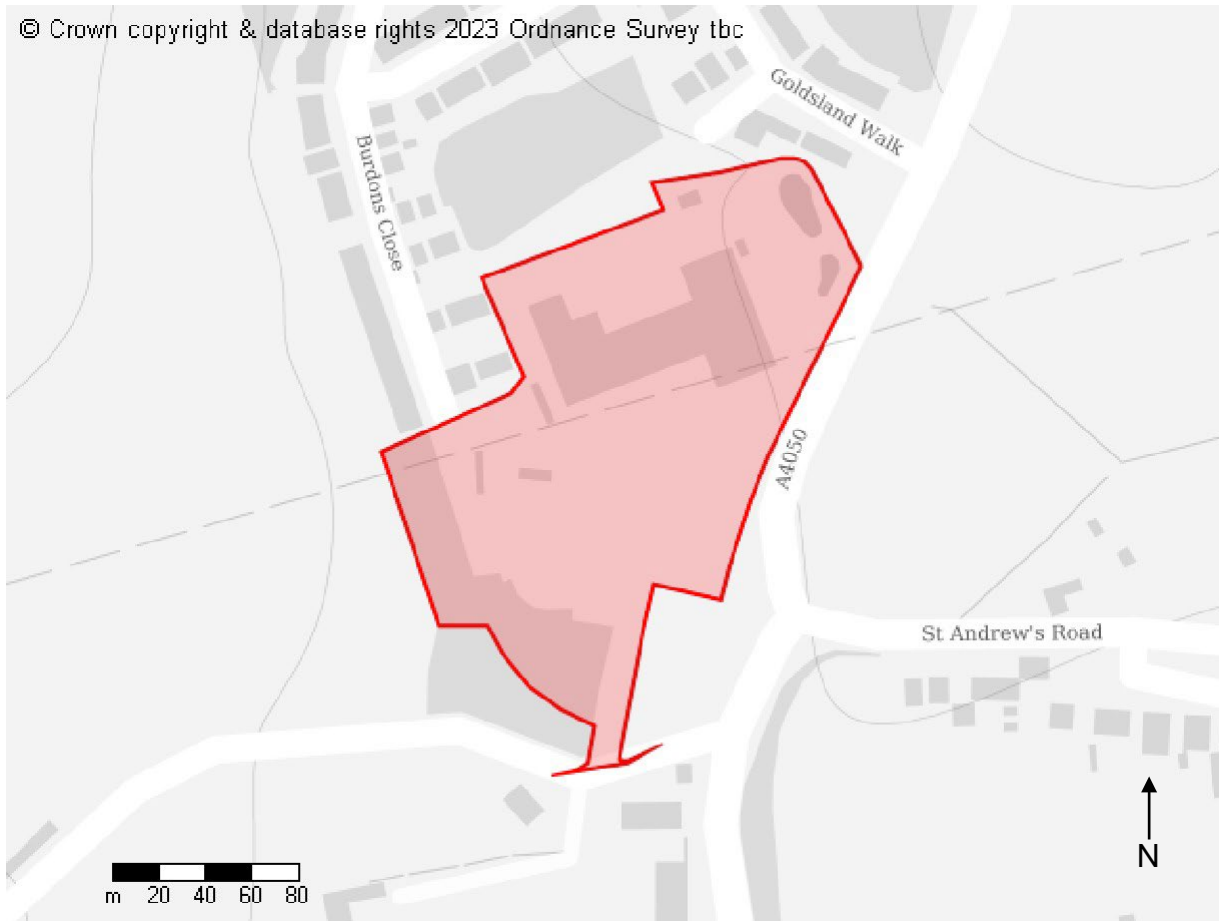 © Crown copyright & database rights 2023 Ordnance Survey tbc
Goldsland Walk
Burdons Close
A4050
St Andrew's Road
N
m 20 40 60 80